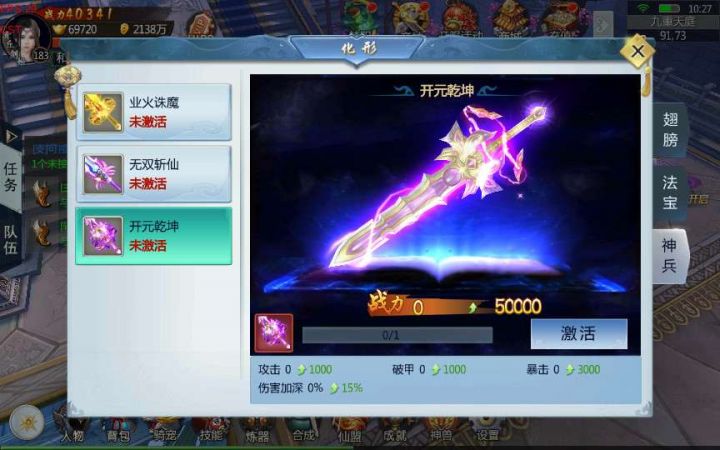 战力40341
69720
2138万
183
10:27
九重天庭
91,73
化形
业火诛魔
未激活
无双斩仙
未激活
开元乾坤
未激活
开元乾坤
任务
队伍
翅膀
法宝
神兵
开启
战力 0 50000
0/1
激活
攻击 0 1000 破甲 0 1000 暴击 0 3000
伤害加深 0% 15%
人物 背包 骑宠 技能 炼器 合成 仙盟 成就 神兽 设置